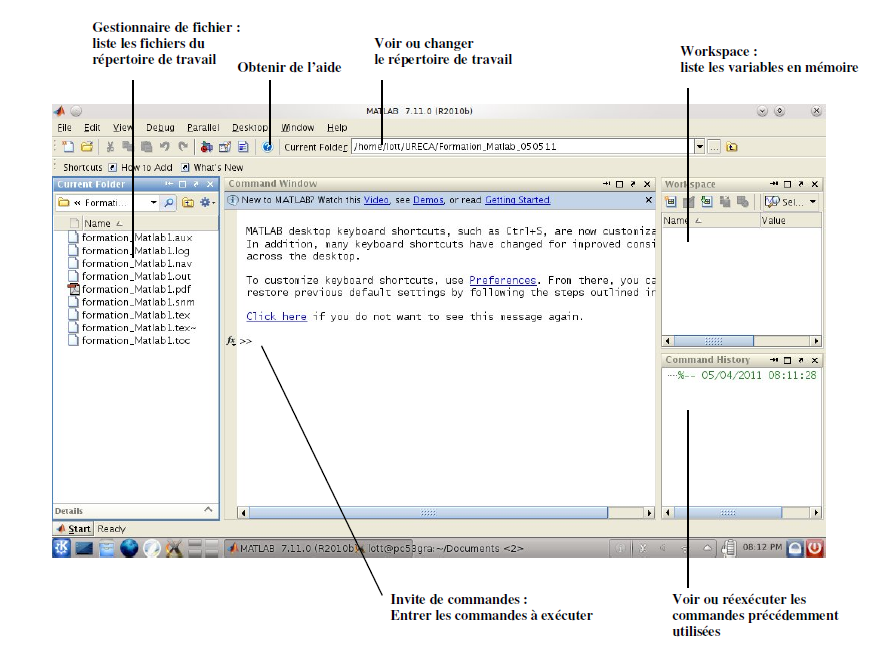 Gestionnaire de fichier :
liste les fichiers du
répertoire de travail
Obtenir de l'aide
Voir ou changer
le répertoire de travail
Workspace :
liste les variables en mémoire
MATLAB 7.11.0 (R2010b)
File Edit View Debug Parallel Desktop Window Help
Current Folder: /home/lott/URECA/Formation_Matlab_050511
Shortcuts How to Add What's New
Current Folder
« Formati...
Name
formation_Matlab1.aux
formation_Matlab1.log
formation_Matlab1.nav
formation_Matlab1.out
formation_Matlab1.pdf
formation_Matlab1.snm
formation_Matlab1.tex
formation_Matlab1.tex~
formation_Matlab1.toc
Details
Command Window
New to MATLAB? Watch this Video, see Demos, or read Getting Started.
MATLAB desktop keyboard shortcuts, such as Ctrl+S, are now customiza
In addition, many keyboard shortcuts have changed for improved consi
across the desktop.
To customize keyboard shortcuts, use Preferences. From there, you ca
restore previous default settings by following the steps outlined in
Click here if you do not want to see this message again.
fx >>
Workspace
Sel...
Name Value
Command History
%-- 05/04/2011 08:11:28
Start Ready
MATLAB 7.11.0 (R2010b) lott@pc53gra:~/Documents <2>
08:12 PM
Invite de commandes :
Entrer les commandes à exécuter
Voir ou réexécuter les
commandes précédemment
utilisées